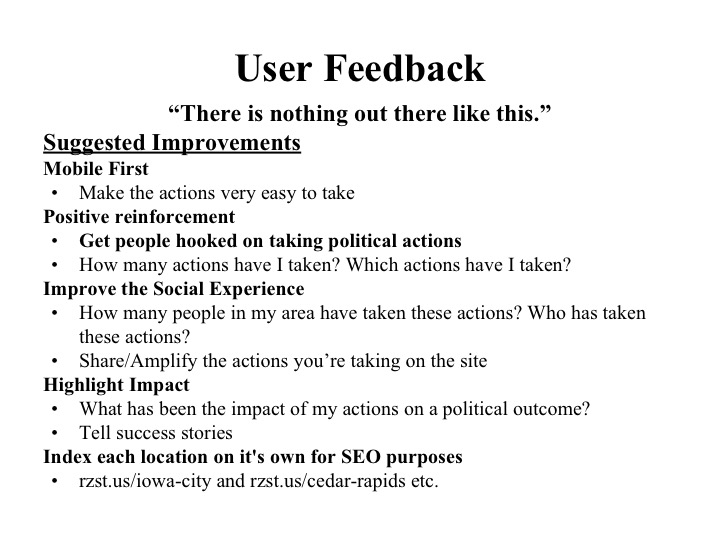 User Feedback
“There is nothing out there like this.”
Suggested Improvements
Mobile First
• Make the actions very easy to take
Positive reinforcement
• Get people hooked on taking political actions
• How many actions have I taken? Which actions have I taken?
Improve the Social Experience
• How many people in my area have taken these actions? Who has taken
these actions?
• Share/Amplify the actions you’re taking on the site
Highlight Impact
• What has been the impact of my actions on a political outcome?
• Tell success stories
Index each location on it's own for SEO purposes
• rzst.us/iowa-city and rzst.us/cedar-rapids etc.